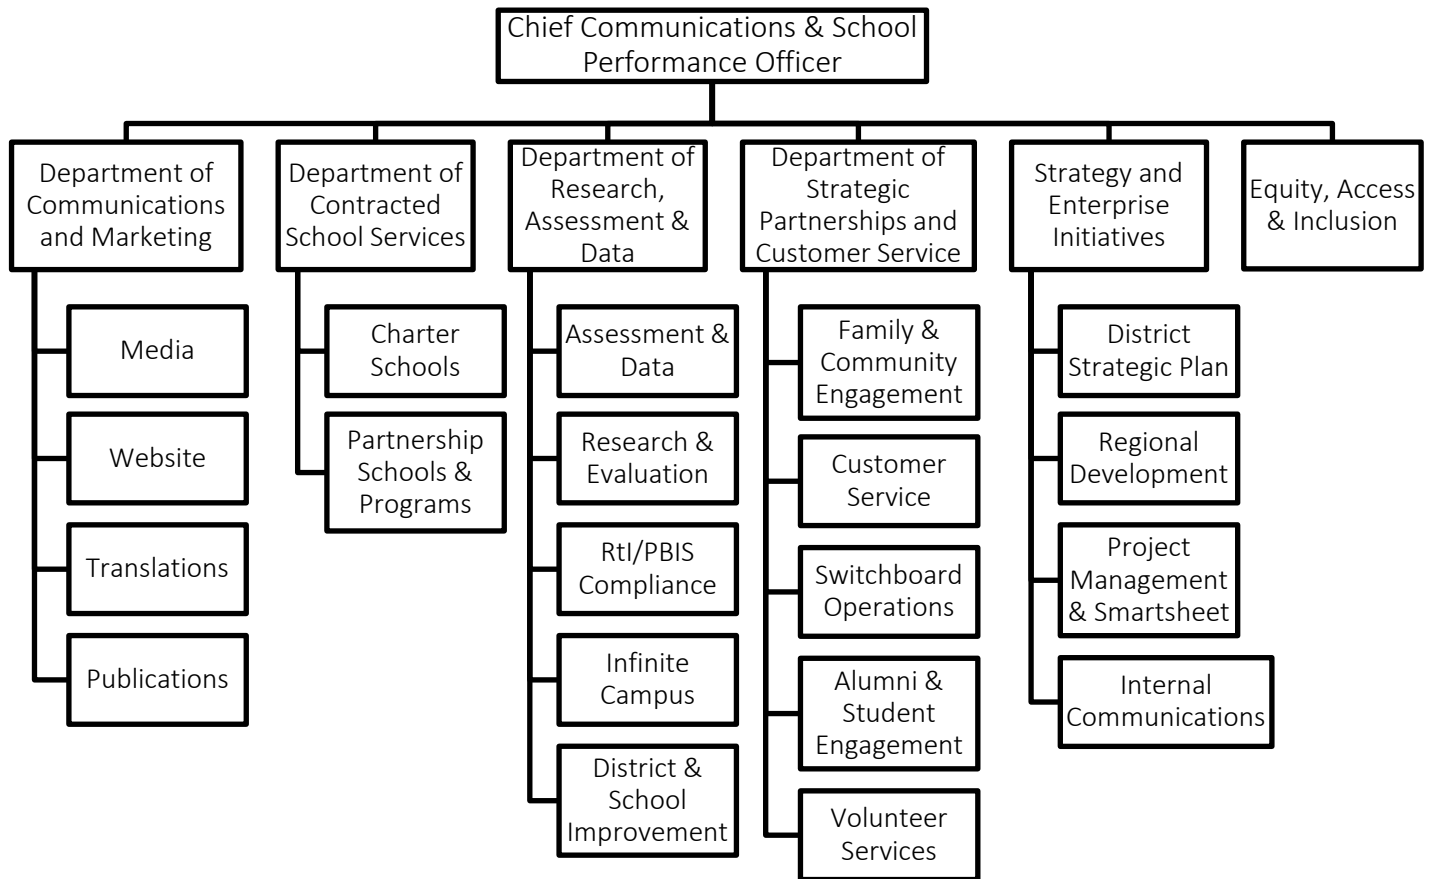 Chief Communications & School
Performance Officer
Department of
Communications
and Marketing
Department of
Contracted
School Services
Department of
Research,
Assessment &
Data
Department of
Strategic
Partnerships and
Customer Service
Strategy and
Enterprise
Initiatives
Equity, Access
& Inclusion
Media
Website
Translations
Publications
Charter
Schools
Partnership
Schools &
Programs
Assessment &
Data
Research &
Evaluation
RtI/PBIS
Compliance
Infinite
Campus
District &
School
Improvement
Family &
Community
Engagement
Customer
Service
Switchboard
Operations
Alumni &
Student
Engagement
Volunteer
Services
District
Strategic Plan
Regional
Development
Project
Management
& Smartsheet
Internal
Communications